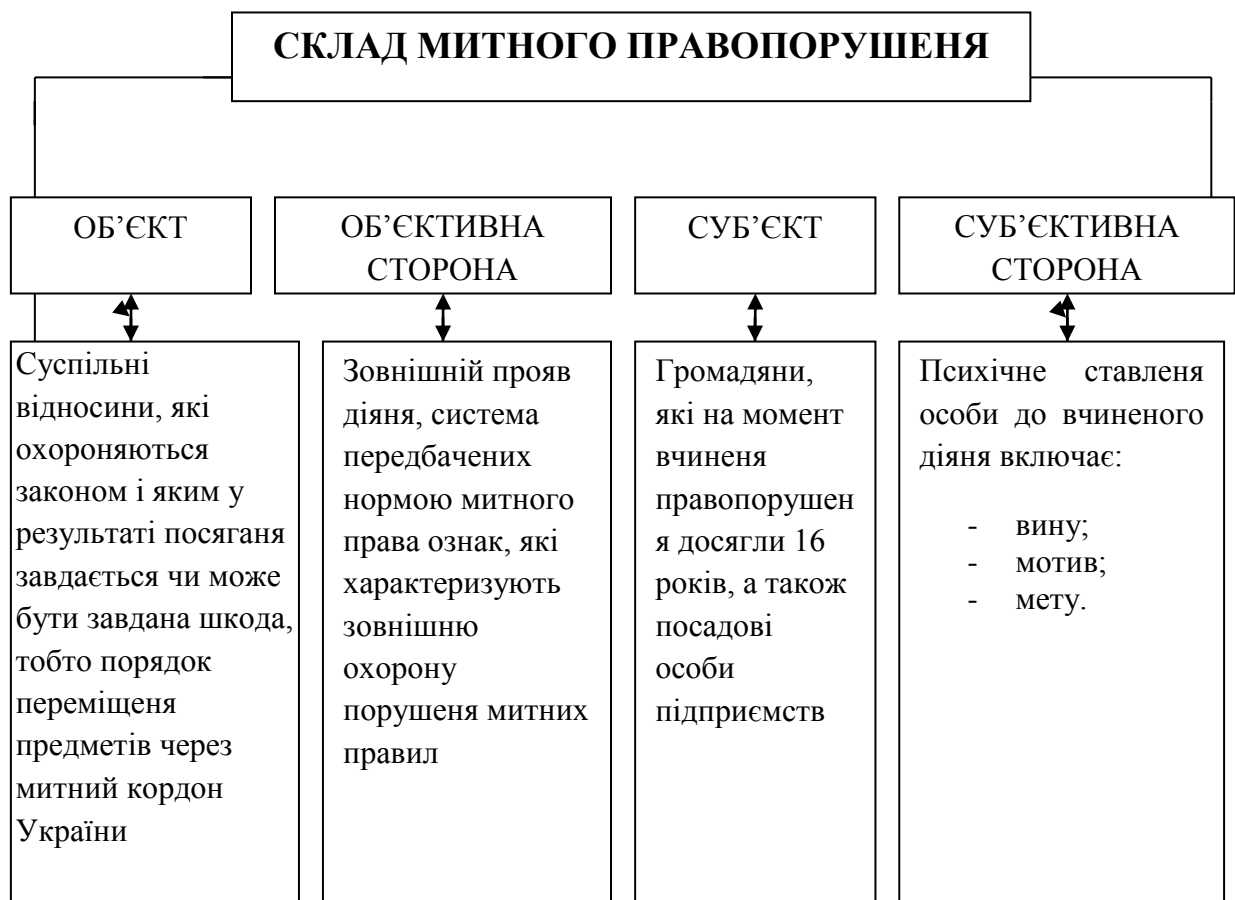 СКЛАД МИТНОГО ПРАВОПОРУШЕНЯ
ОБ’ЄКТ
ОБ’ЄКТИВНА
СТОРОНА
СУБ’ЄКТ
СУБ’ЄКТИВНА
СТОРОНА
Суспільні
відносини, які
охороняються
законом і яким у
результаті посяганя
завдається чи може
бути завдана шкода,
тобто порядок
переміщеня
предметів через
митний кордон
України
Зовнішній прояв
діяня, система
передбачених
нормою митного
права ознак, які
характеризують
зовнішню
охорону
порушеня митних
правил
Громадяни,
які на момент
вчиненя
правопорушен
я досягли 16
років, а також
посадові
особи
підприємств
Психічне ставленя
особи до вчиненого
діяня включає:
- вину;
- мотив;
- мету.